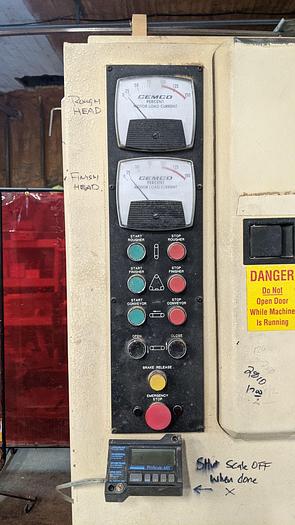 ROUGH
HEAD.
GEMCO
PERCENT
MOTOR LOAD CURRENT
FINISH
HEAD.
GEMCO
PERCENT
MOTOR LOAD CURRENT
START
ROUGHER
STOP
ROUGHER
START
FINISHER
STOP
FINISHER
START
CONVEYOR
STOP
CONVEYOR
OPEN
CLOSE
BRAKE RELEASE
EMERGENCY
STOP
DANGER
Do Not
Open Door
While Machine
Is Running
Scale OFF
when done
← X